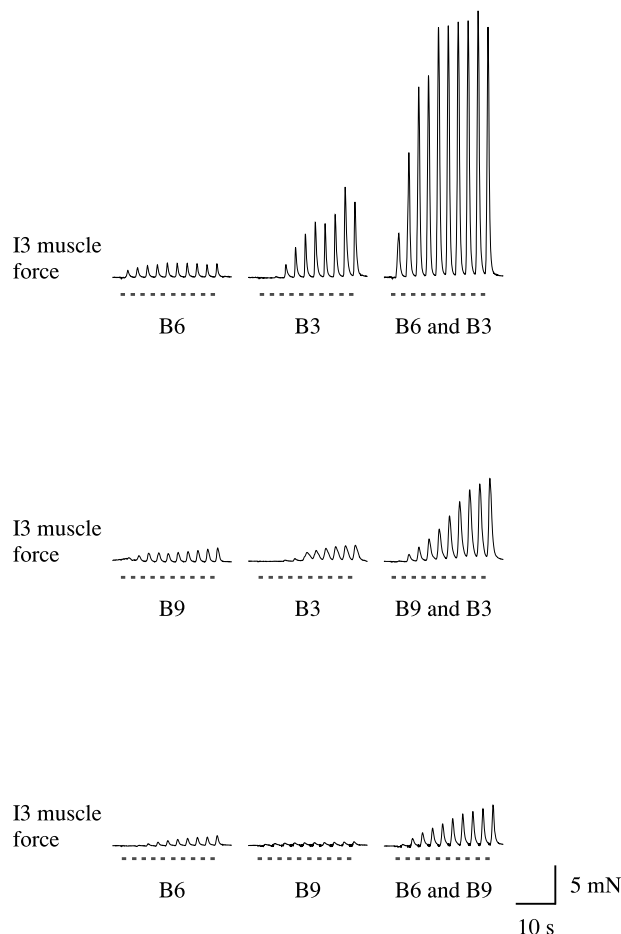 I3 muscle
force
B6
B3
B6 and B3
I3 muscle
force
B9
B3
B9 and B3
I3 muscle
force
B6
B9
B6 and B9
5 mN
10 s